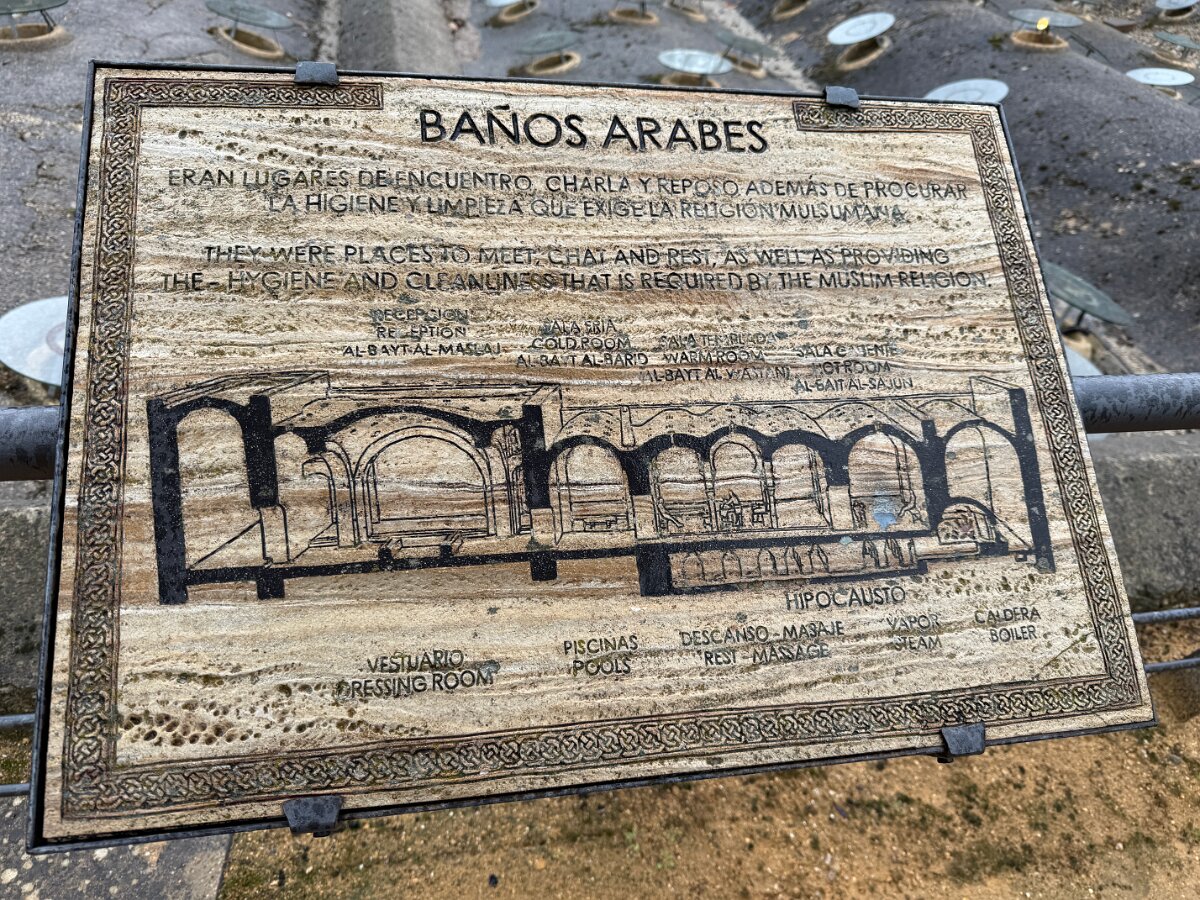 BAÑOS ARABES
ERAN LUGARES DE ENCUENTRO, CHARLA Y REPOSO ADEMÁS DE PROCURAR
LA HIGIENE Y LIMPIEZA QUE EXIGE LA RELIGIÓN MULSUMANA.
THEY WERE PLACES TO MEET, CHAT AND REST, AS WELL AS PROVIDING
THE - HYGIENE AND CLEANLINESS THAT IS REQUIRED BY THE MUSLIM RELIGION.
RECEPCION
RECEPTION
AL-BAYT-AL-MASLAJ
SALA FRIA
COLD ROOM
AL-BAYT AL-BARID
SALA TEMPLADA
WARM ROOM
AL-BAYT AL-WASTANI
SALA CALIENTE
HOT ROOM
AL-BAIT AL-SAJUN
HIPOCAUSTO
VESTUARIO
DRESSING ROOM
PISCINAS
POOLS
DESCANSO - MASAJE
REST - MASSAGE
VAPOR
STEAM
CALDERA
BOILER